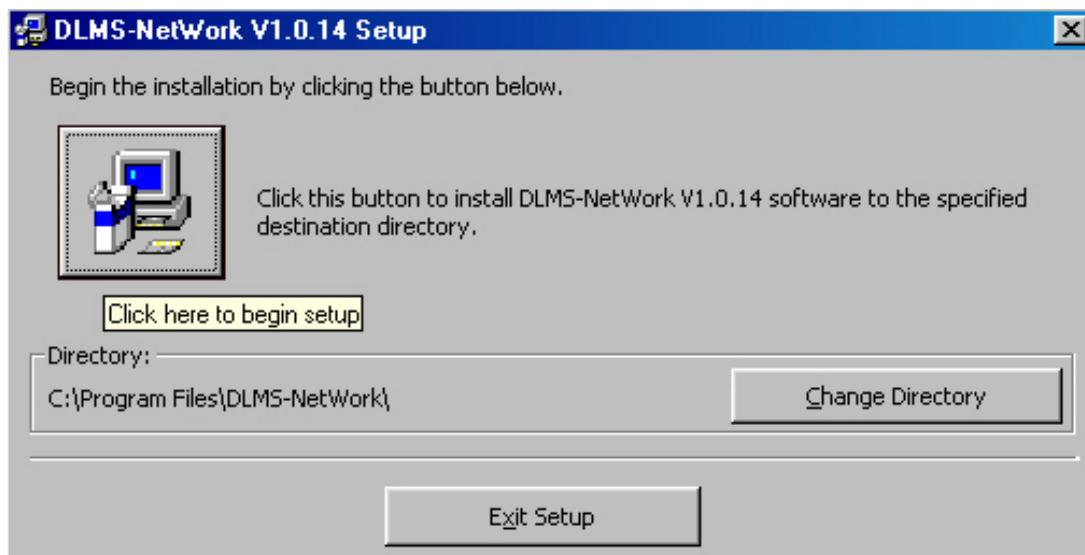 DLMS-NetWork V1.0.14 Setup
Begin the installation by clicking the button below.
Click this button to install DLMS-NetWork V1.0.14 software to the specified
destination directory.
Click here to begin setup
Directory:
C:\Program Files\DLMS-NetWork\
Change Directory
Exit Setup